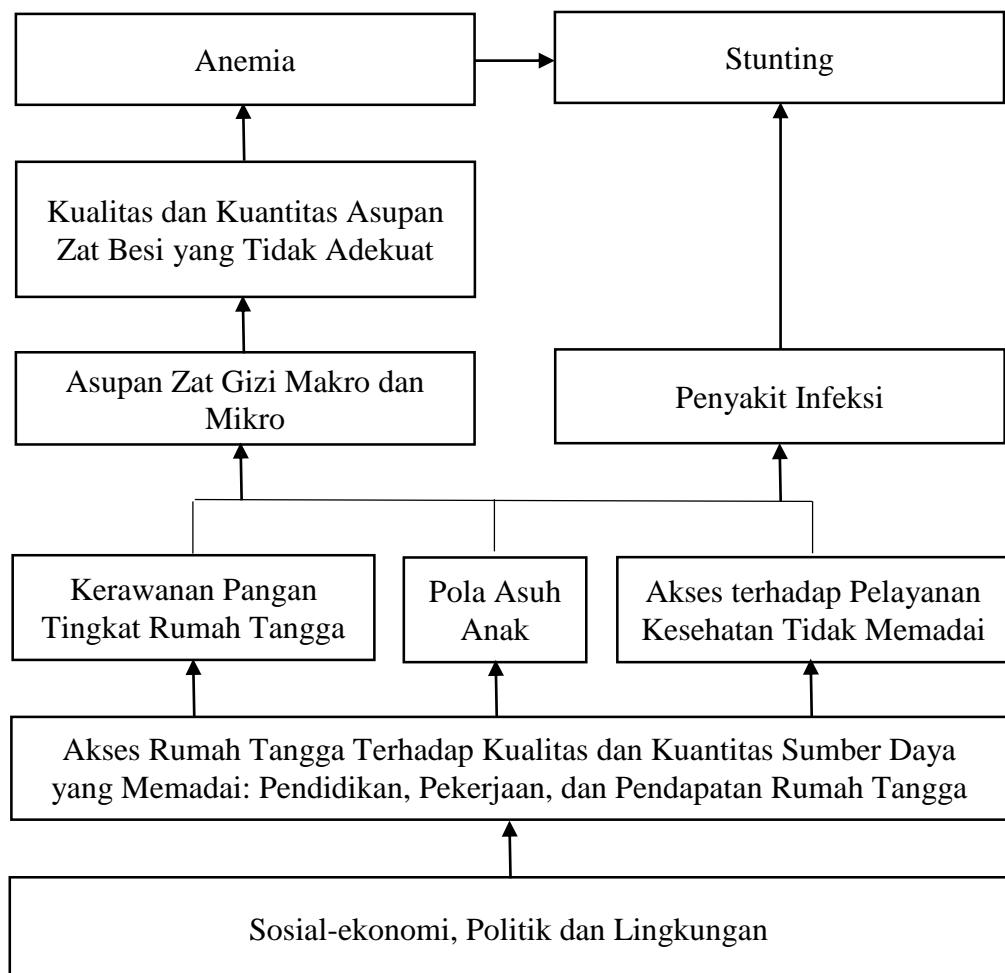 Anemia
Stunting
Kualitas dan Kuantitas Asupan
Zat Besi yang Tidak Adekuat
Asupan Zat Gizi Makro dan
Mikro
Penyakit Infeksi
Kerawanan Pangan
Tingkat Rumah Tangga
Pola Asuh
Anak
Akses terhadap Pelayanan
Kesehatan Tidak Memadai
Akses Rumah Tangga Terhadap Kualitas dan Kuantitas Sumber Daya
yang Memadai: Pendidikan, Pekerjaan, dan Pendapatan Rumah Tangga
Sosial-ekonomi, Politik dan Lingkungan